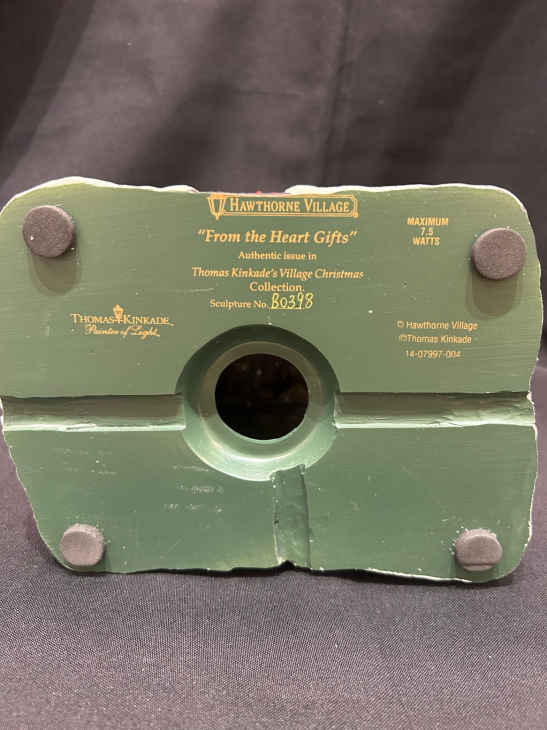 HAWTHORNE VILLAGE
"From the Heart Gifts"
Authentic issue in
Thomas Kinkade's Village Christmas
Collection.
Sculpture No. B0398
MAXIMUM
7.5
WATTS
THOMAS KINKADE
Painter of Light
© Hawthorne Village
©Thomas Kinkade
14-07997-004